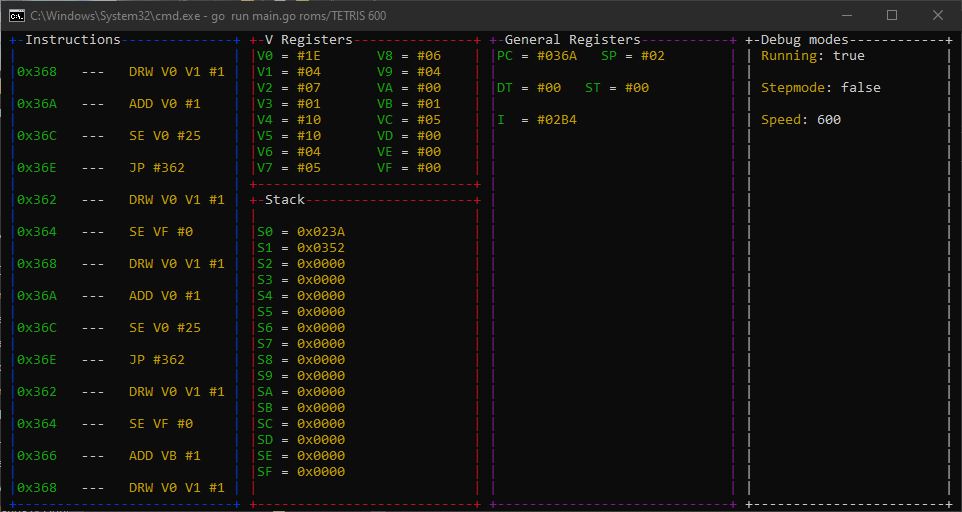 C:\Windows\System32\cmd.exe - go run main.go roms/TETRIS 600
Instructions
0x368 --- DRW V0 V1 #1
0x36A --- ADD V0 #1
0x36C --- SE V0 #25
0x36E --- JP #362
0x362 --- DRW V0 V1 #1
0x364 --- SE VF #0
0x368 --- DRW V0 V1 #1
0x36A --- ADD V0 #1
0x36C --- SE V0 #25
0x36E --- JP #362
0x362 --- DRW V0 V1 #1
0x364 --- SE VF #0
0x366 --- ADD VB #1
0x368 --- DRW V0 V1 #1
V Registers
V0 = #1E V8 = #06
V1 = #04 V9 = #04
V2 = #07 VA = #00
V3 = #01 VB = #01
V4 = #10 VC = #05
V5 = #10 VD = #00
V6 = #04 VE = #00
V7 = #05 VF = #00
Stack
S0 = 0x023A
S1 = 0x0352
S2 = 0x0000
S3 = 0x0000
S4 = 0x0000
S5 = 0x0000
S6 = 0x0000
S7 = 0x0000
S8 = 0x0000
S9 = 0x0000
SA = 0x0000
SB = 0x0000
SC = 0x0000
SD = 0x0000
SE = 0x0000
SF = 0x0000
General Registers
PC = #036A SP = #02
DT = #00 ST = #00
I = #02B4
Debug modes
Running: true
Stepmode: false
Speed: 600